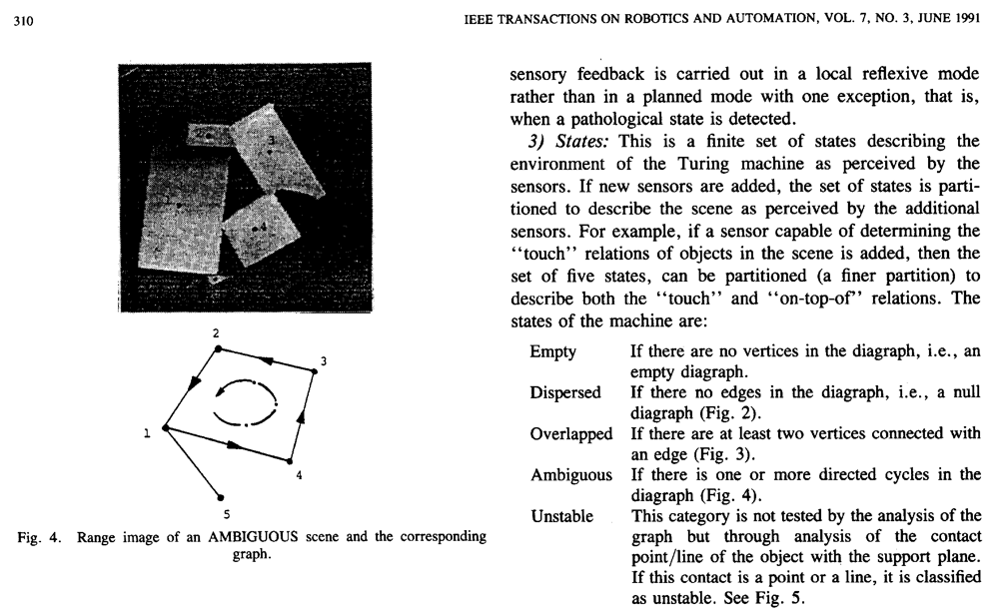 310
IEEE TRANSACTIONS ON ROBOTICS AND AUTOMATION, VOL. 7, NO. 3, JUNE 1991
2
3
4
2
3
1
4
5
Fig. 4. Range image of an AMBIGUOUS scene and the corresponding
graph.
sensory feedback is carried out in a local reflexive mode
rather than in a planned mode with one exception, that is,
when a pathological state is detected.
3) States: This is a finite set of states describing the
environment of the Turing machine as perceived by the
sensors. If new sensors are added, the set of states is parti-
tioned to describe the scene as perceived by the additional
sensors. For example, if a sensor capable of determining the
‘‘touch’’ relations of objects in the scene is added, then the
set of five states, can be partitioned (a finer partition) to
describe both the ‘‘touch’’ and ‘‘on-top-of’’ relations. The
states of the machine are:
Empty If there are no vertices in the diagraph, i.e., an
empty diagraph.
Dispersed If there no edges in the diagraph, i.e., a null
diagraph (Fig. 2).
Overlapped If there are at least two vertices connected with
an edge (Fig. 3).
Ambiguous If there is one or more directed cycles in the
diagraph (Fig. 4).
Unstable This category is not tested by the analysis of the
graph but through analysis of the contact
point/line of the object with the support plane.
If this contact is a point or a line, it is classified
as unstable. See Fig. 5.